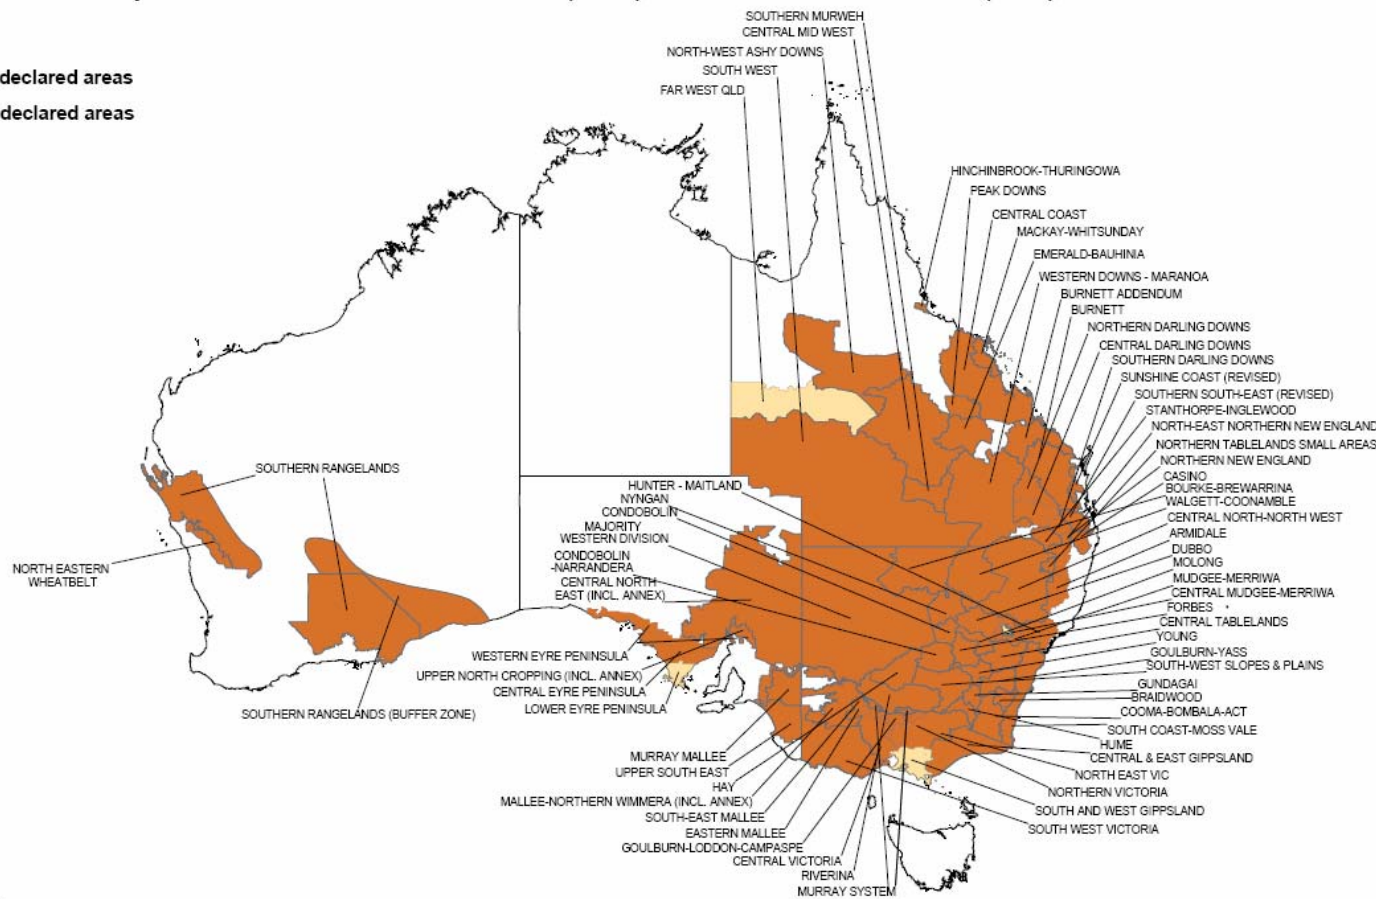 declared areas
declared areas
SOUTHERN MURWEH
CENTRAL MID WEST
NORTH-WEST ASHY DOWNS
SOUTH WEST
FAR WEST QLD
HINCHINBROOK-THURINGOWA
PEAK DOWNS
CENTRAL COAST
MACKAY-WHITSUNDAY
EMERALD-BAUHINIA
WESTERN DOWNS - MARANOA
BURNETT ADDENDUM
BURNETT
NORTHERN DARLING DOWNS
CENTRAL DARLING DOWNS
SOUTHERN DARLING DOWNS
SUNSHINE COAST (REVISED)
SOUTHERN SOUTH-EAST (REVISED)
STANTHORPE-INGLEWOOD
NORTH-EAST NORTHERN NEW ENGLAND
NORTHERN TABLELANDS SMALL AREAS
NORTHERN NEW ENGLAND
CASINO
BOURKE-BREWARRINA
WALGETT-COONAMBLE
CENTRAL NORTH-NORTH WEST
ARMIDALE
DUBBO
MOLONG
MUDGEE-MERRIWA
CENTRAL MUDGEE-MERRIWA
FORBES
CENTRAL TABLELANDS
YOUNG
GOULBURN-YASS
SOUTH-WEST SLOPES & PLAINS
GUNDAGAI
BRAIDWOOD
COOMA-BOMBALA-ACT
SOUTH COAST-MOSS VALE
HUME
CENTRAL & EAST GIPPSLAND
NORTH EAST VIC
NORTHERN VICTORIA
SOUTH AND WEST GIPPSLAND
SOUTH WEST VICTORIA
SOUTHERN RANGELANDS
NORTH EASTERN
WHEATBELT
SOUTHERN RANGELANDS (BUFFER ZONE)
HUNTER - MAITLAND
NYNGAN
CONDOBOLIN
MAJORITY
WESTERN DIVISION
CONDOBOLIN
-NARRANDERA
CENTRAL NORTH
EAST (INCL. ANNEX)
WESTERN EYRE PENINSULA
UPPER NORTH CROPPING (INCL. ANNEX)
CENTRAL EYRE PENINSULA
LOWER EYRE PENINSULA
MURRAY MALLEE
UPPER SOUTH EAST
HAY
MALLEE-NORTHERN WIMMERA (INCL. ANNEX)
SOUTH-EAST MALLEE
EASTERN MALLEE
GOULBURN-LODDON-CAMPASPE
CENTRAL VICTORIA
RIVERINA
MURRAY SYSTEM